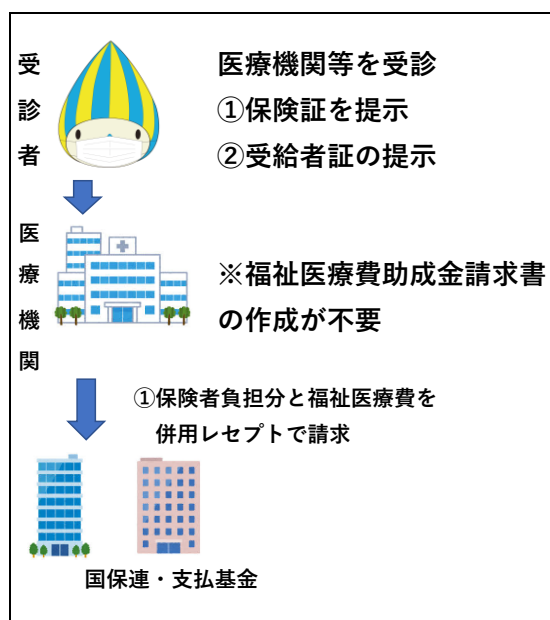 受診者
医療機関等を受診
①保険証を提示
②受給者証の提示
医療機関
※福祉医療費助成金請求書
の作成が不要
①保険者負担分と福祉医療費を
併用レセプトで請求
国保連・支払基金